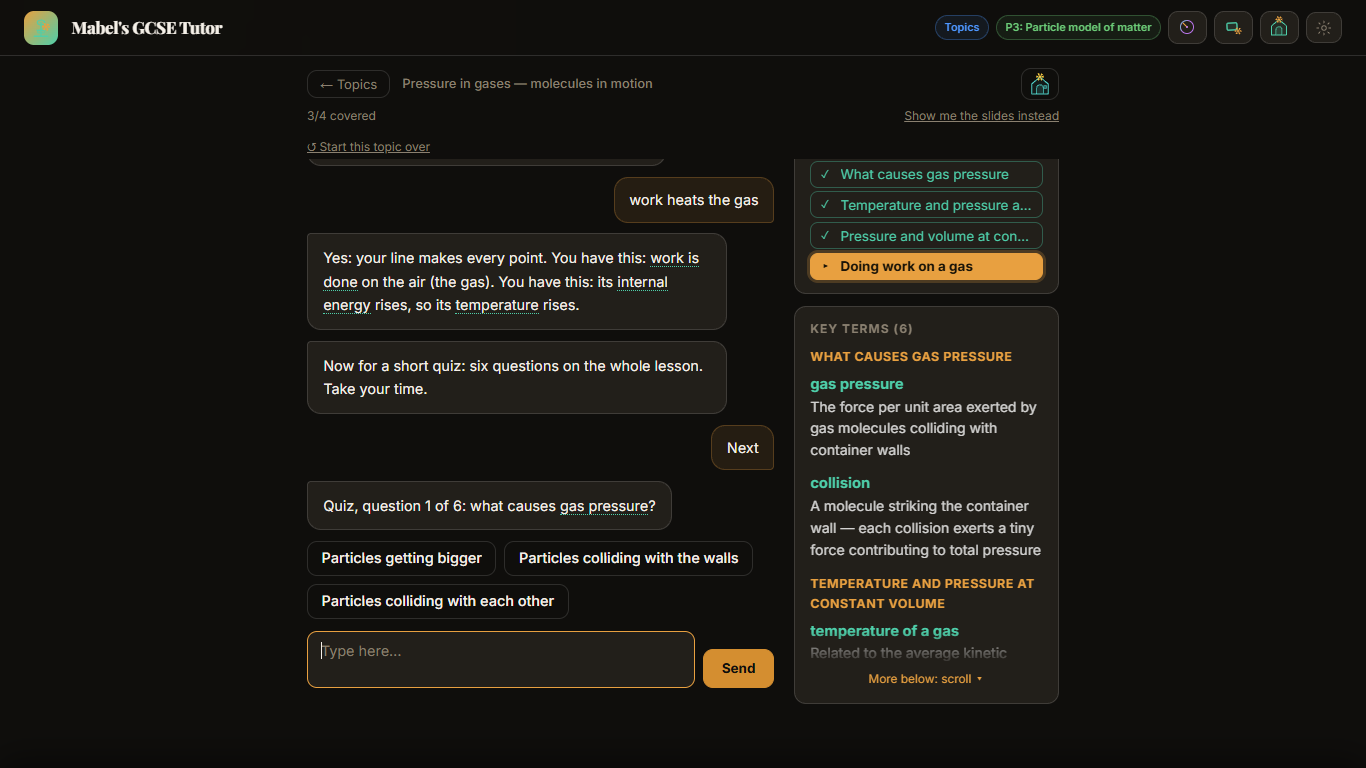 Mabel's GCSE Tutor
Topics
P3: Particle model of matter
← Topics
Pressure in gases — molecules in motion
3/4 covered
Show me the slides instead
↺ Start this topic over
work heats the gas
Yes: your line makes every point. You have this: work is
done on the air (the gas). You have this: its internal
energy rises, so its temperature rises.
Now for a short quiz: six questions on the whole lesson.
Take your time.
Next
Quiz, question 1 of 6: what causes gas pressure?
Particles getting bigger
Particles colliding with the walls
Particles colliding with each other
Type here...
Send
✓ What causes gas pressure
✓ Temperature and pressure a...
✓ Pressure and volume at con...
▸ Doing work on a gas
KEY TERMS (6)
WHAT CAUSES GAS PRESSURE
gas pressure
The force per unit area exerted by
gas molecules colliding with
container walls
collision
A molecule striking the container
wall — each collision exerts a tiny
force contributing to total pressure
TEMPERATURE AND PRESSURE AT
CONSTANT VOLUME
temperature of a gas
Related to the average kinetic
More below: scroll ▾